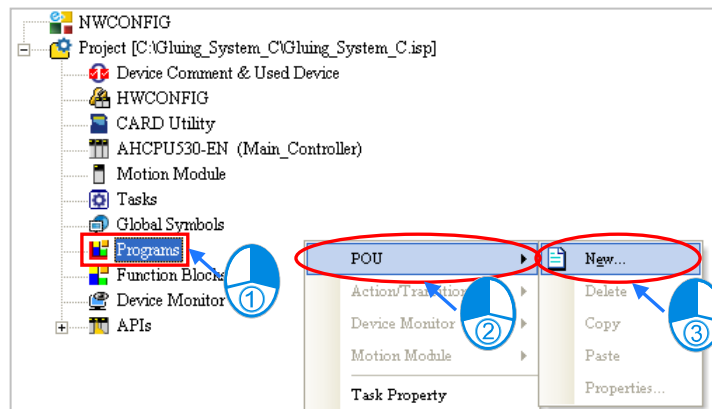 NWCONFIG
Project [C:\Gluing_System_C\Gluing_System_C.isp]
Device Comment & Used Device
HWCONFIG
CARD Utility
AHCPU530-EN (Main_Controller)
Motion Module
Tasks
Global Symbols
Programs
Function Blocks
Device Monitor
APIs
1
POU
Action/Transition
Device Monitor
Motion Module
Task Property
2
New...
Delete
Copy
Paste
Properties...
3